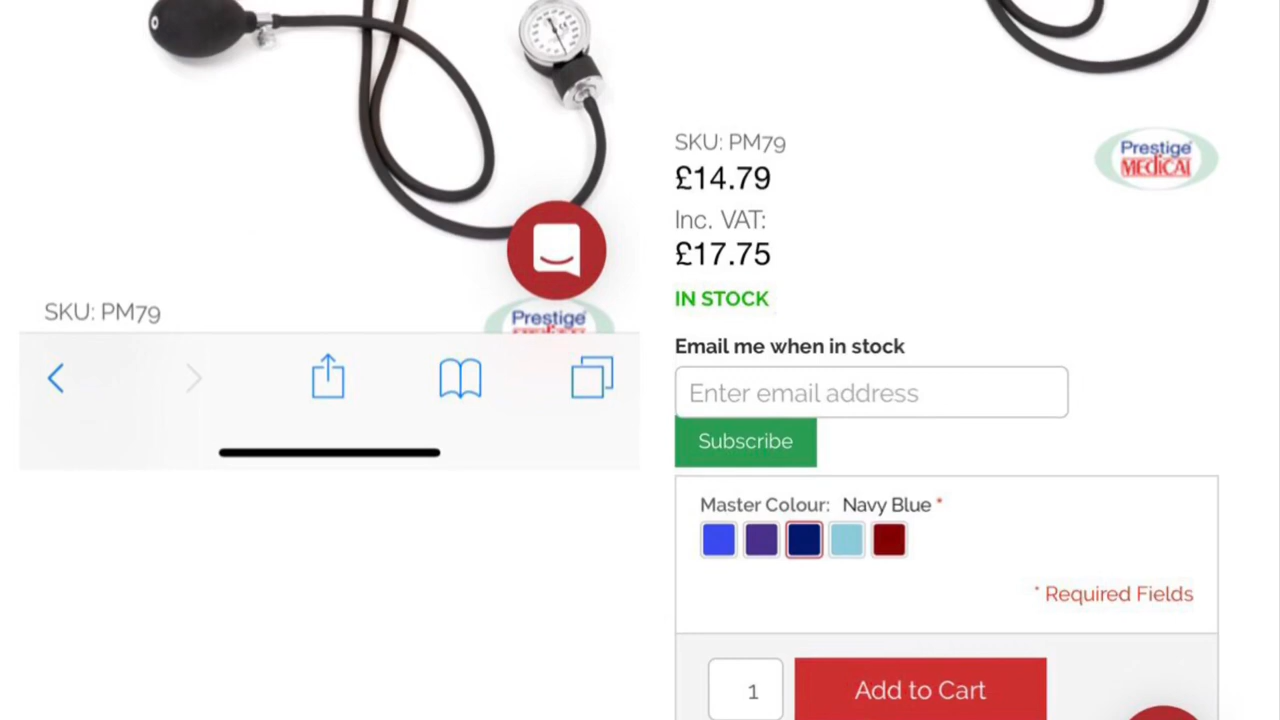 SKU: PM79
Prestige
Medical
SKU: PM79
Prestige
Medical
£14.79
Inc. VAT:
£17.75
IN STOCK
Email me when in stock
Enter email address
Subscribe
Master Colour: Navy Blue *
* Required Fields
1
Add to Cart